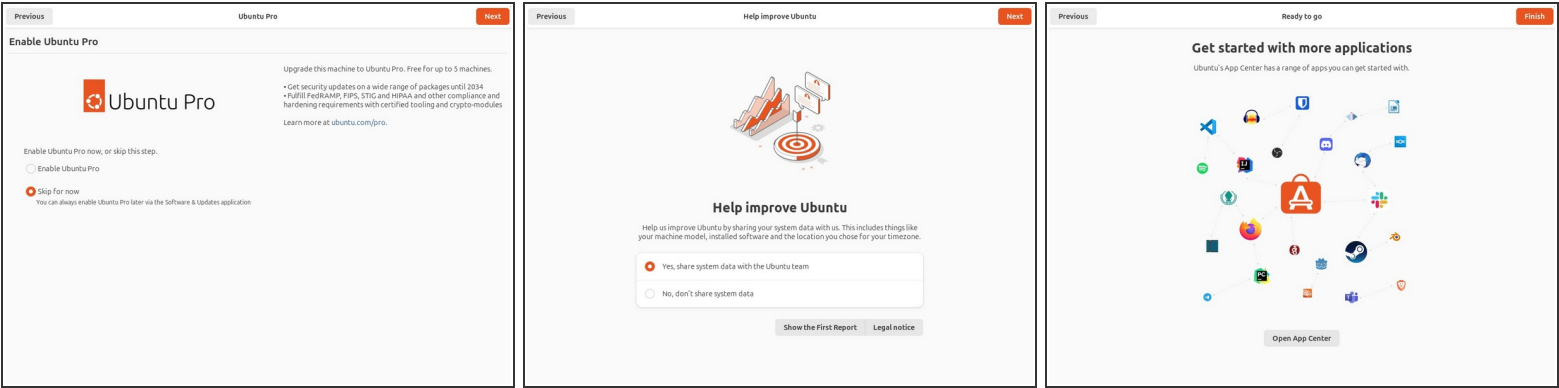 Previous
Ubuntu Pro
Next
Enable Ubuntu Pro
Ubuntu Pro
Upgrade this machine to Ubuntu Pro. Free for up to 5 machines.
• Get security updates on a wide range of packages until 2034
• Fulfill FedRAMP, FIPS, STIG and HIPAA and other compliance and
hardening requirements with certified tooling and crypto-modules
Learn more at ubuntu.com/pro.
Enable Ubuntu Pro now, or skip this step.
Enable Ubuntu Pro
Skip for now
You can always enable Ubuntu Pro later via the Software & Updates application
Previous
Help improve Ubuntu
Next
Help improve Ubuntu
Help us improve Ubuntu by sharing your system data with us. This includes things like
your machine model, installed software and the location you chose for your timezone.
Yes, share system data with the Ubuntu team
No, don't share system data
Show the First Report
Legal notice
Previous
Ready to go
Finish
Get started with more applications
Ubuntu's App Center has a range of apps you can get started with.
IJ
A
PC
Open App Center